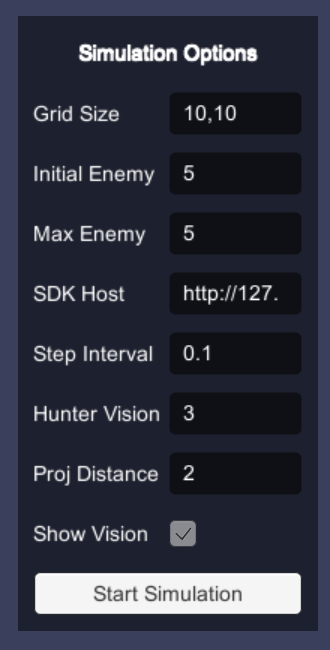 Simulation Options
Grid Size 10,10
Initial Enemy 5
Max Enemy 5
SDK Host http://127.
Step Interval 0.1
Hunter Vision 3
Proj Distance 2
Show Vision
Start Simulation